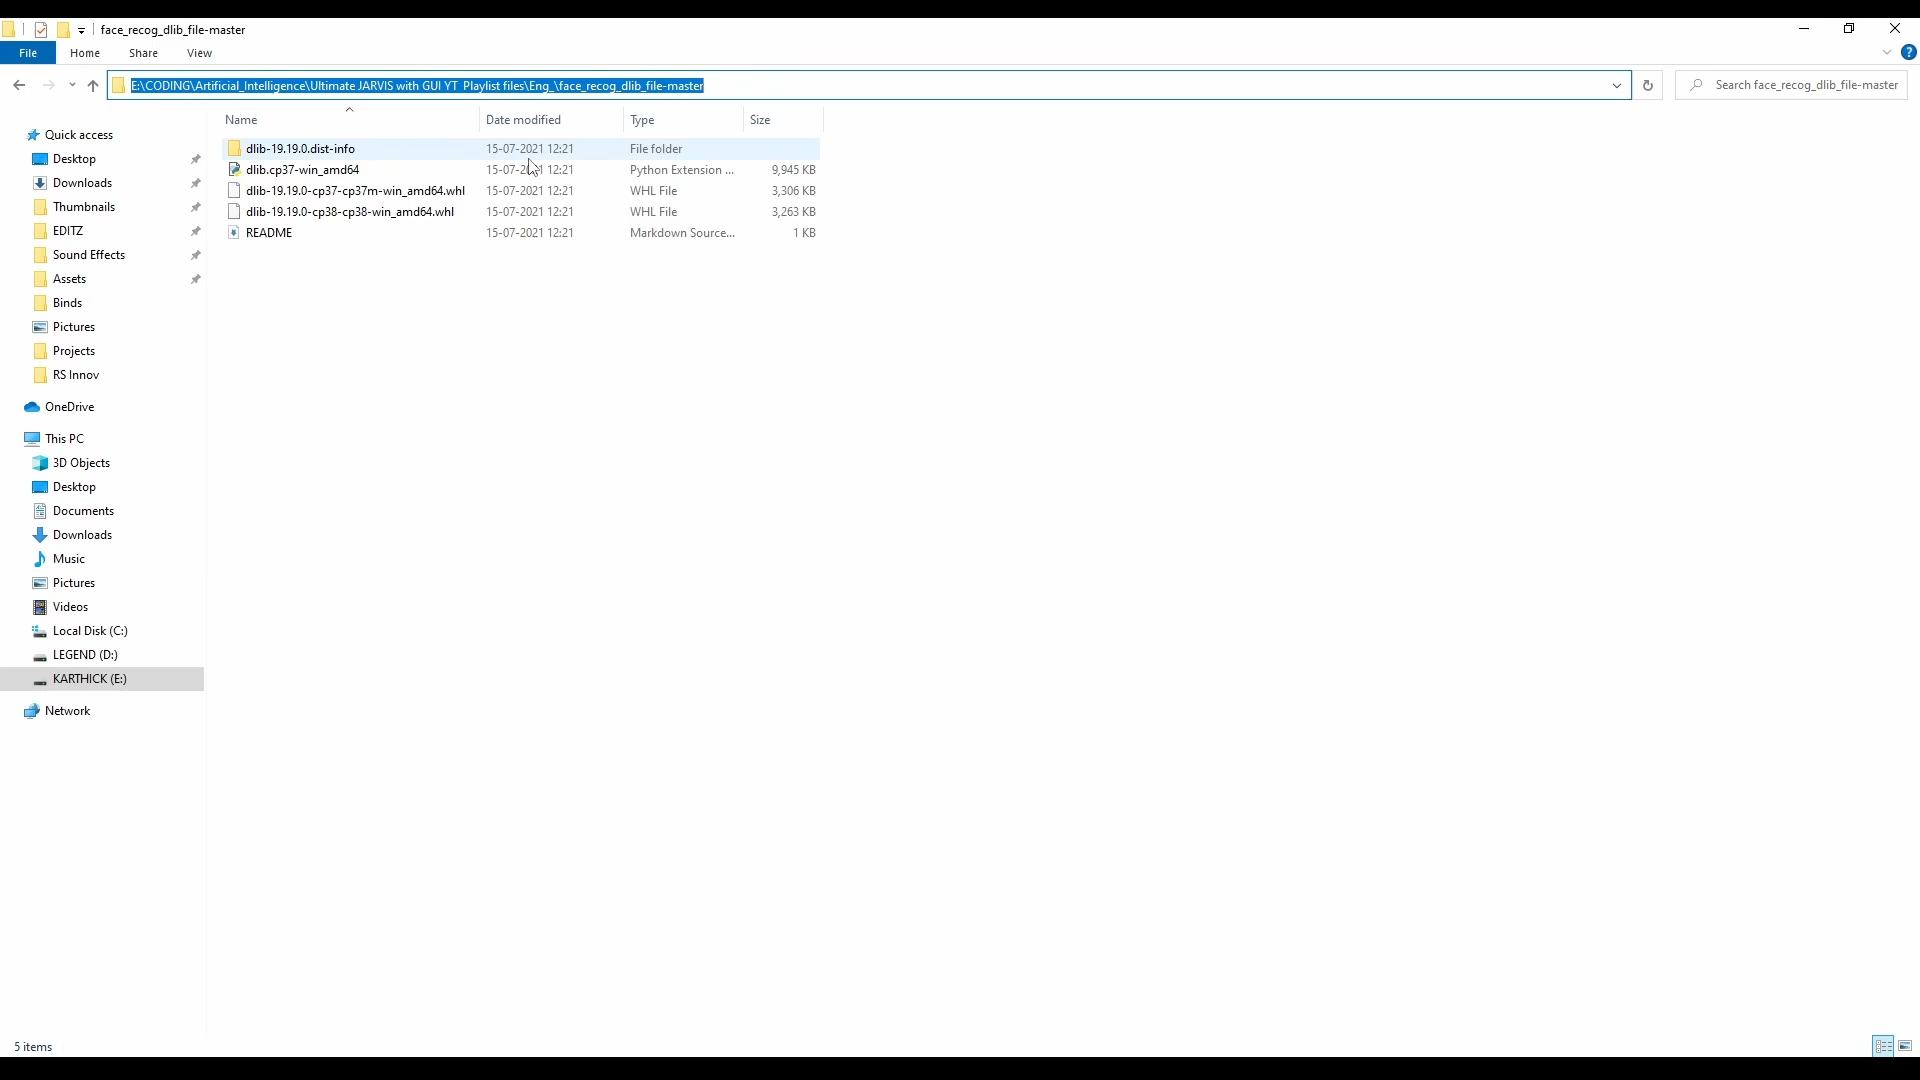 face_recog_dlib_file-master
File Home Share View
E:\CODING\Artificial_Intelligence\Ultimate JARVIS with GUI YT  Playlist files\Eng_\face_recog_dlib_file-master
Search face_recog_dlib_file-master
Name Date modified Type Size
dlib-19.19.0.dist-info 15-07-2021 12:21 File folder
dlib.cp37-win_amd64 15-07-2021 12:21 Python Extension ... 9,945 KB
dlib-19.19.0-cp37-cp37m-win_amd64.whl 15-07-2021 12:21 WHL File 3,306 KB
dlib-19.19.0-cp38-cp38-win_amd64.whl 15-07-2021 12:21 WHL File 3,263 KB
README 15-07-2021 12:21 Markdown Source... 1 KB
Quick access
Desktop
Downloads
Thumbnails
EDITZ
Sound Effects
Assets
Binds
Pictures
Projects
RS Innov
OneDrive
This PC
3D Objects
Desktop
Documents
Downloads
Music
Pictures
Videos
Local Disk (C:)
LEGEND (D:)
KARTHICK (E:)
Network
5 items